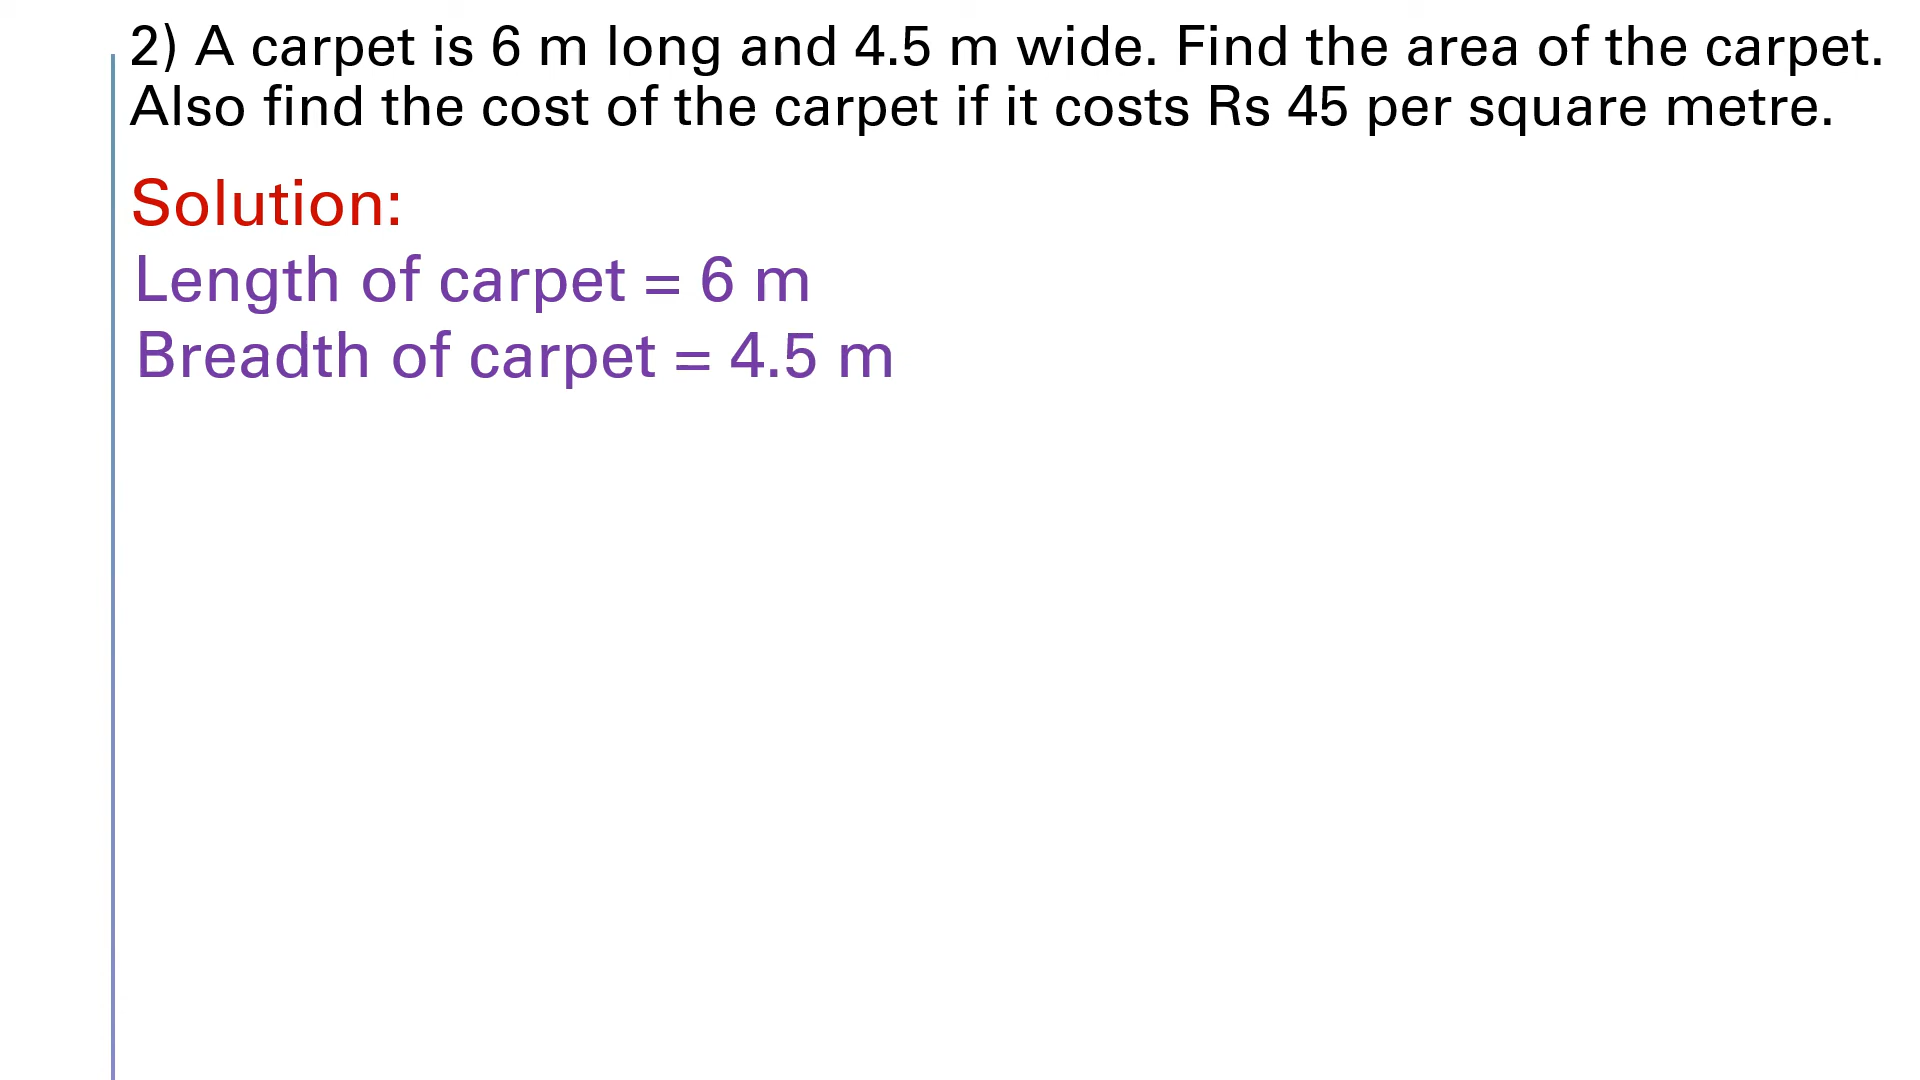 2) A carpet is 6 m long and 4.5 m wide. Find the area of the carpet.
Also find the cost of the carpet if it costs Rs 45 per square metre.
Solution:
Length of carpet = 6 m
Breadth of carpet = 4.5 m